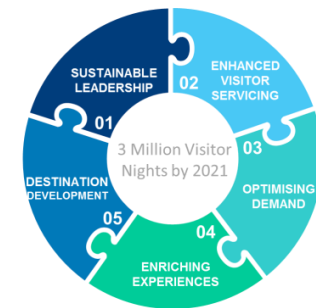 SUSTAINABLE
LEADERSHIP
01
02
ENHANCED
VISITOR
SERVICING
03
OPTIMISING
DEMAND
04
ENRICHING
EXPERIENCES
05
DESTINATION
DEVELOPMENT
3 Million Visitor
Nights by 2021